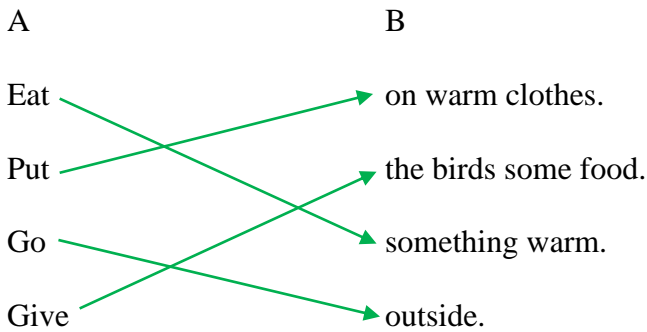 A B
Eat on warm clothes.
Put the birds some food.
Go something warm.
Give outside.